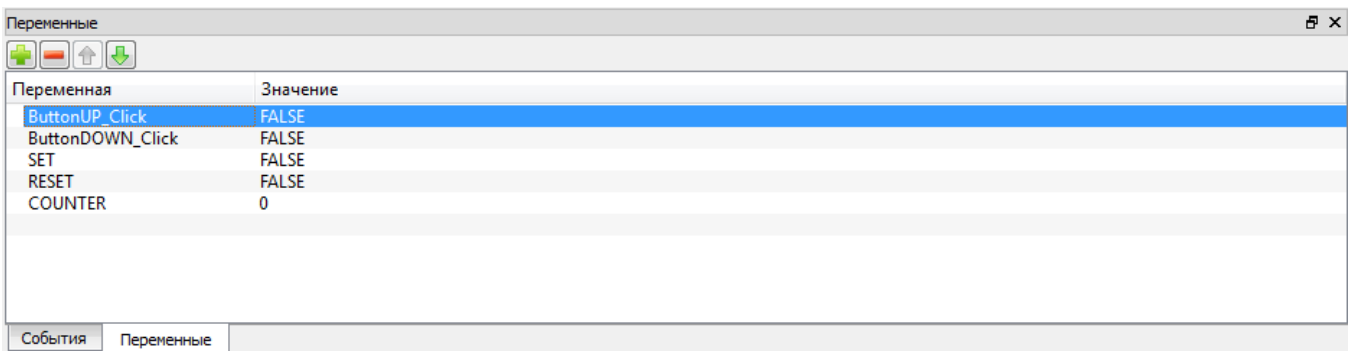 Переменные
Переменная Значение
ButtonUP_Click FALSE
ButtonDOWN_Click FALSE
SET FALSE
RESET FALSE
COUNTER 0
События Переменные